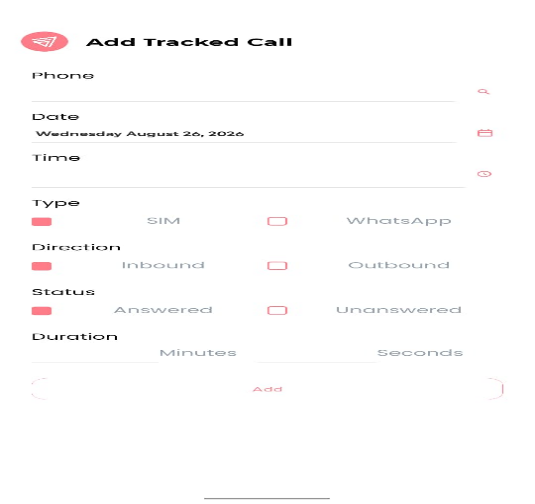 Add Tracked Call
Phone
Date
Wednesday August 26, 2026
Time
Type
SIM WhatsApp
Direction
Inbound Outbound
Status
Answered Unanswered
Duration
Minutes Seconds
Add